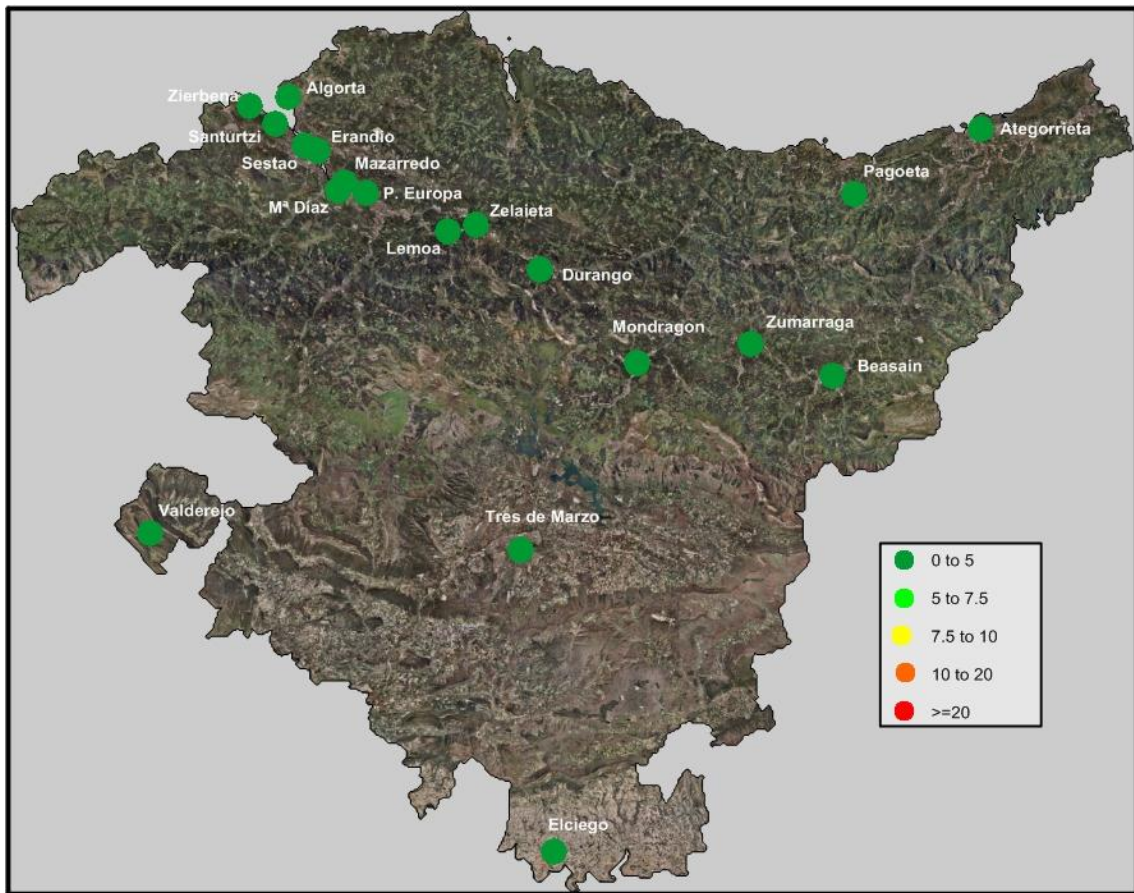 Algorta
Zierbena
Santurtzi
Erandio
Sestao
Mazarredo
Mª Díaz
P. Europa
Zelaieta
Lemoa
Durango
Ategorrieta
Pagoeta
Mondragon
Zumarraga
Beasain
Valderejo
Tres de Marzo
Elciego
0 to 5
5 to 7.5
7.5 to 10
10 to 20
>=20